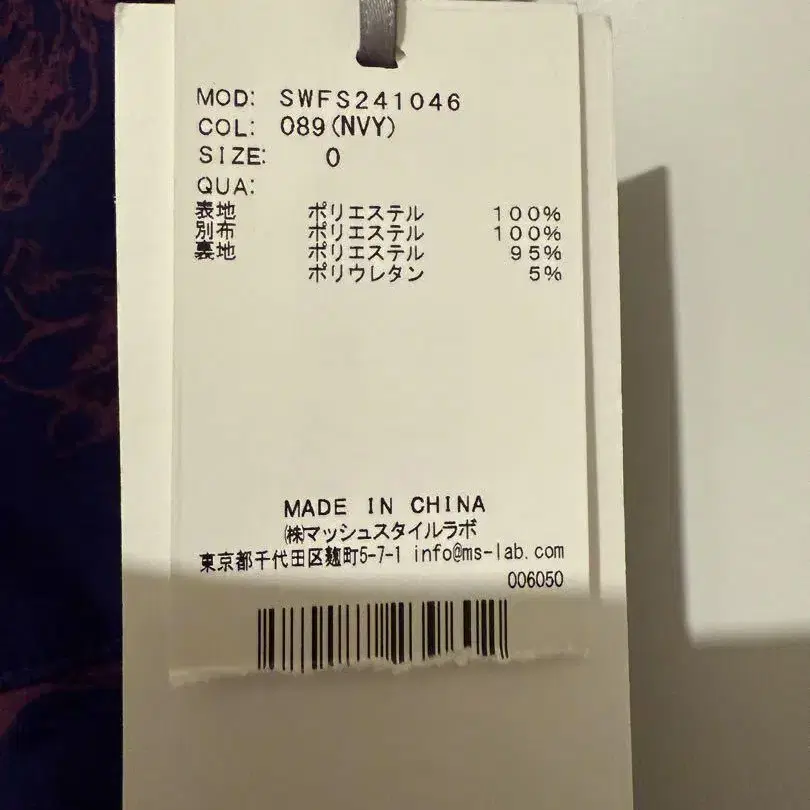 MOD: SWFS241046
COL: 089(NVY)
SIZE: 0
QUA:
表地 ポリエステル 100%
別布 ポリエステル 100%
裏地 ポリエステル 95%
ポリウレタン 5%
MADE IN CHINA
㈱マッシュスタイルラボ
東京都千代田区麹町5-7-1 info@ms-lab.com
006050